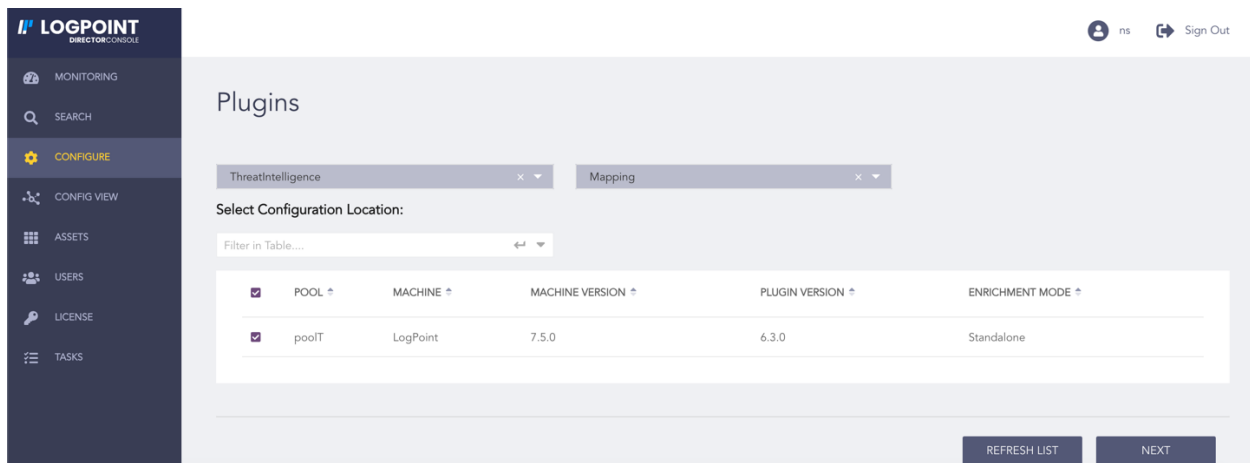 LOGPOINT
DIRECTORCONSOLE
ns Sign Out
MONITORING
SEARCH
CONFIGURE
CONFIG VIEW
ASSETS
USERS
LICENSE
TASKS
Plugins
ThreatIntelligence Mapping
Select Configuration Location:
Filter in Table....
POOL MACHINE MACHINE VERSION PLUGIN VERSION ENRICHMENT MODE
poolT LogPoint 7.5.0 6.3.0 Standalone
REFRESH LIST NEXT